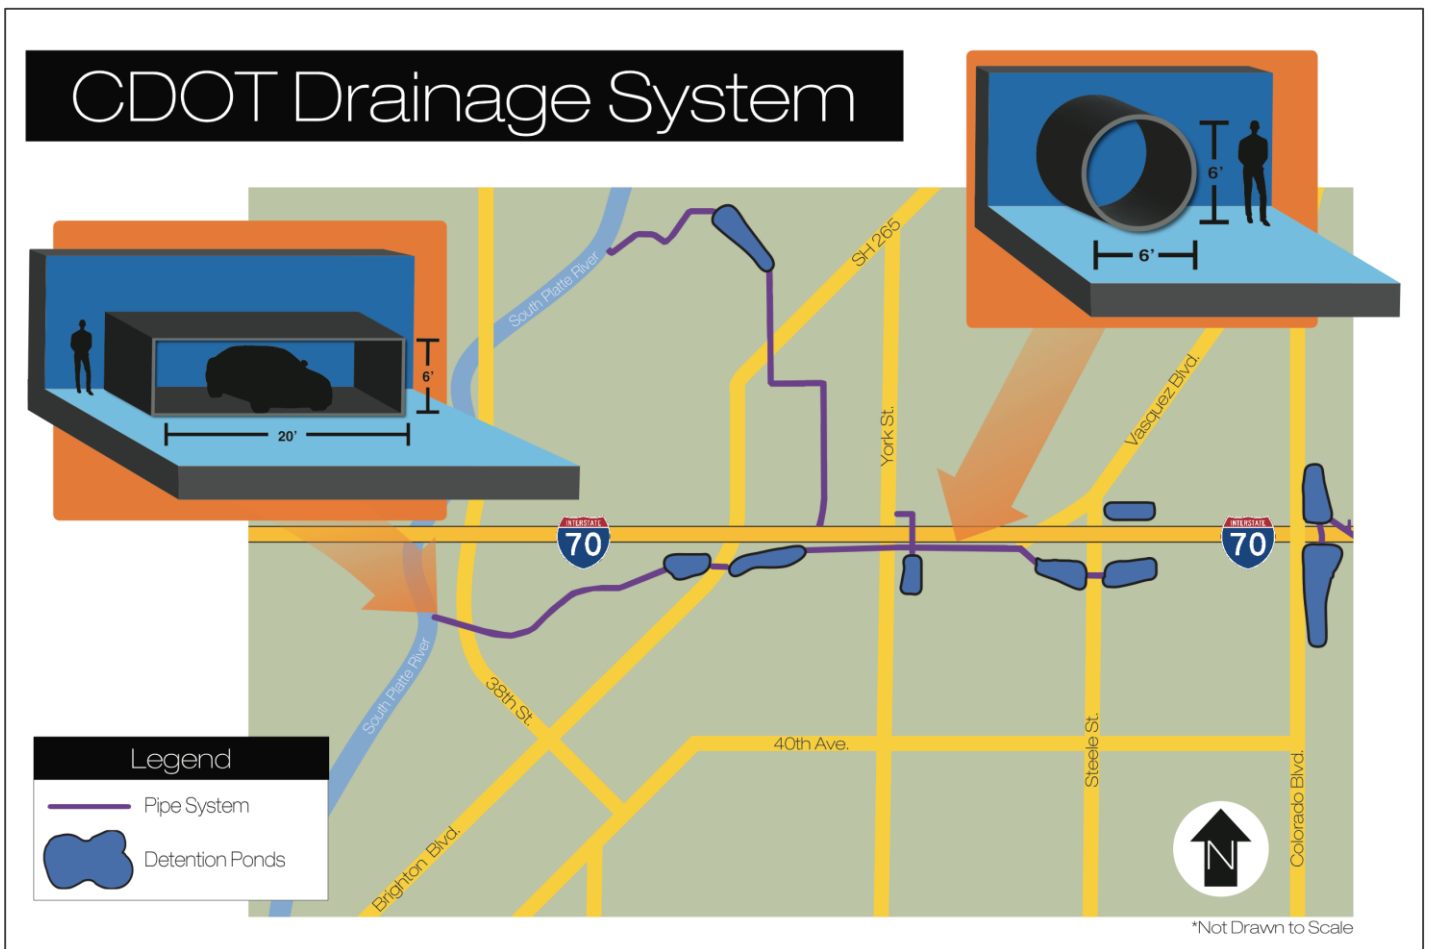 CDOT Drainage System
6'
6'
SH 265
South Platte River
6'
20'
York St.
Vasquez Blvd.
INTERSTATE
70
INTERSTATE
70
South Platte River
38th St.
40th Ave.
Steele St.
Colorado Blvd.
Brighton Blvd.
Legend
Pipe System
Detention Ponds
N
*Not Drawn to Scale